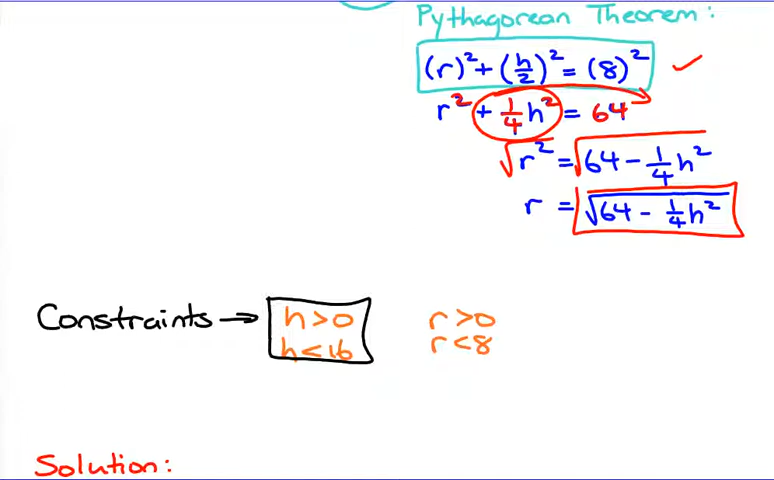 Pythagorean Theorem:
(r)² + (h/2)² = (8)² ✓
r² + 1/4 h² = 64
√r² = √64 - 1/4 h²
r = √64 - 1/4 h²
Constraints → h > 0 r > 0
h < 16 r < 8
Solution: